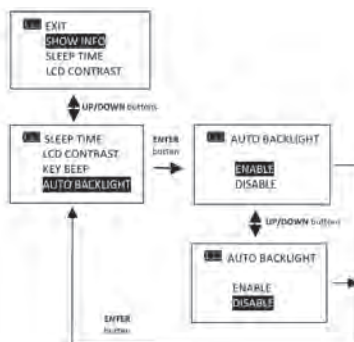 EXIT
SHOW INFO
SLEEP TIME
LCD CONTRAST
UP/DOWN buttons
SLEEP TIME
LCD CONTRAST
KEY BEEP
AUTO BACKLIGHT
ENTER
button
AUTO BACKLIGHT
ENABLE
DISABLE
UP/DOWN buttons
AUTO BACKLIGHT
ENABLE
DISABLE
ENTER
button